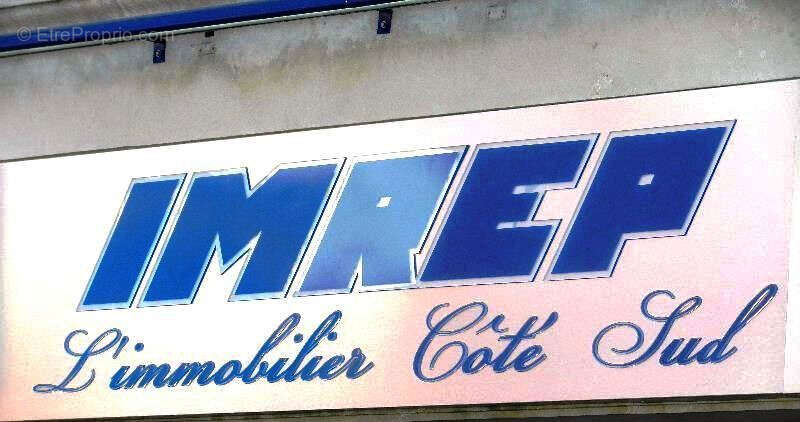 © EtreProprio.com
IMREP
L'immobilier Côté Sud